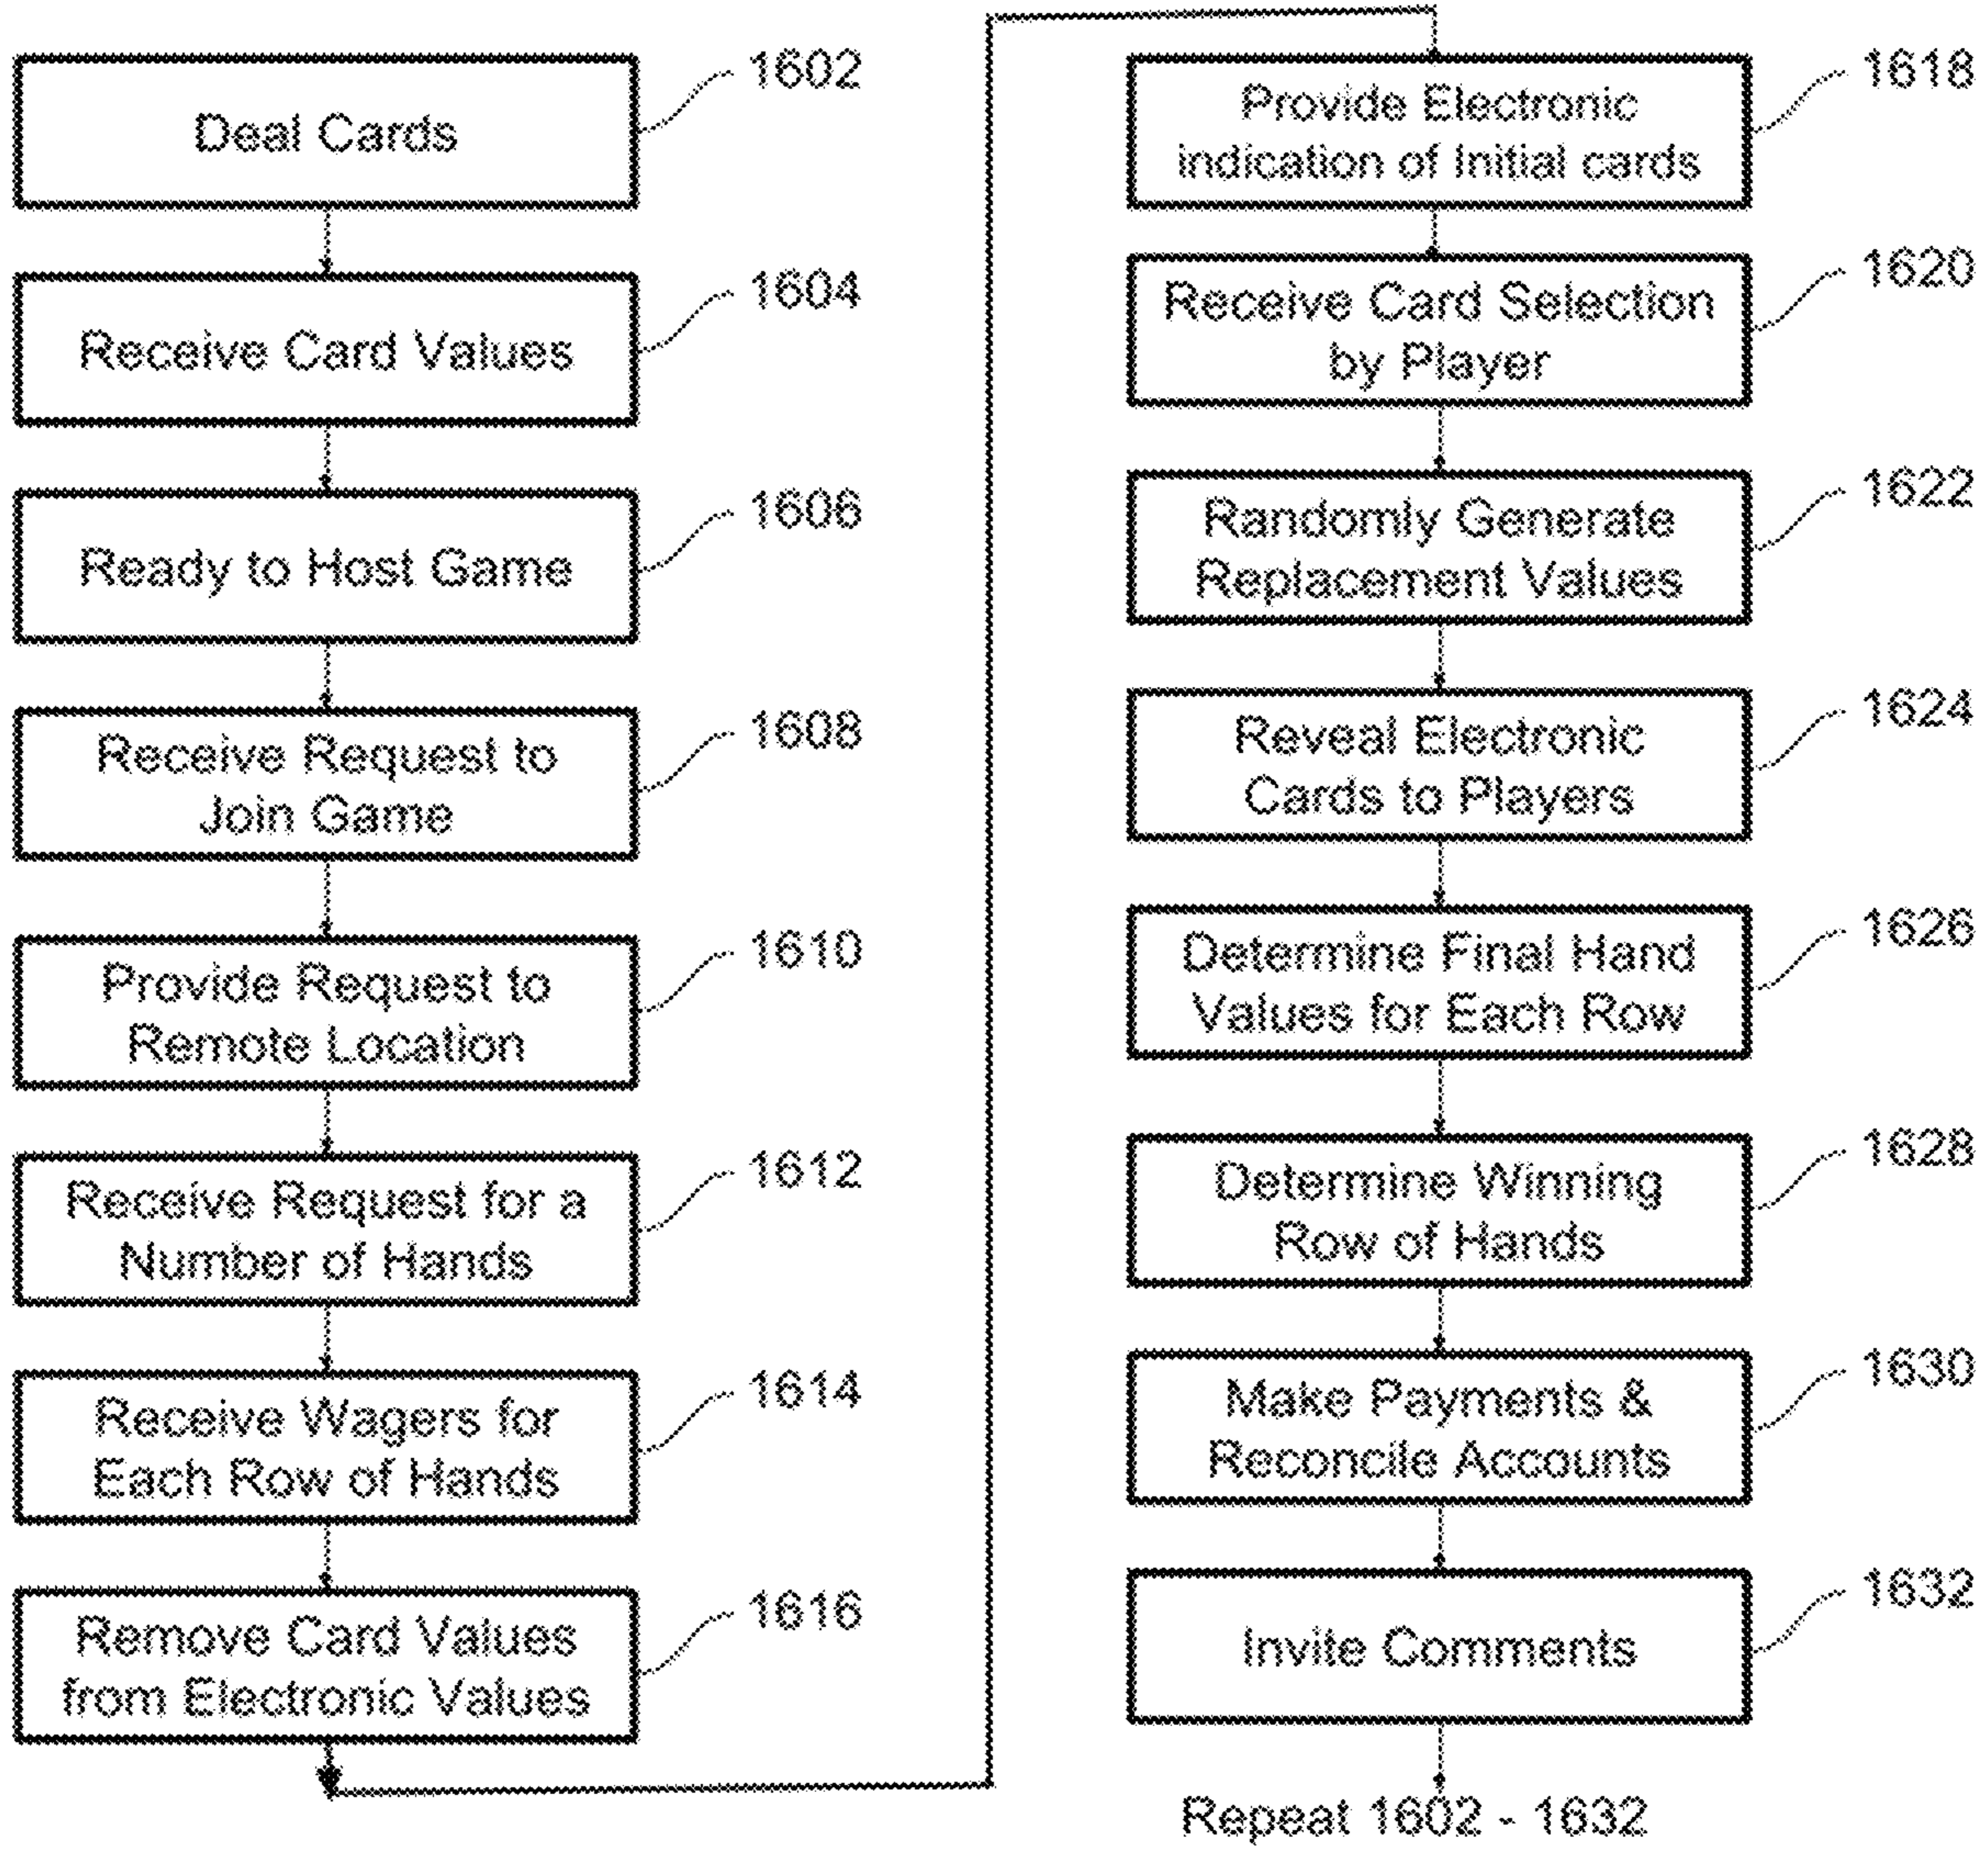 Deal Cards
1602
Receive Card Values
1604
Ready to Host Game
1606
Receive Request to
Join Game
1608
Provide Request to
Remote Location
1610
Receive Request for a
Number of Hands
1612
Receive Wagers for
Each Row of Hands
1614
Remove Card Values
from Electronic Values
1616
Provide Electronic
indication of Initial cards
1618
Receive Card Selection
by Player
1620
Randomly Generate
Replacement Values
1622
Reveal Electronic
Cards to Players
1624
Determine Final Hand
Values for Each Row
1626
Determine Winning
Row of Hands
1628
Make Payments &
Reconcile Accounts
1630
Invite Comments
1632
Repeat 1602 - 1632